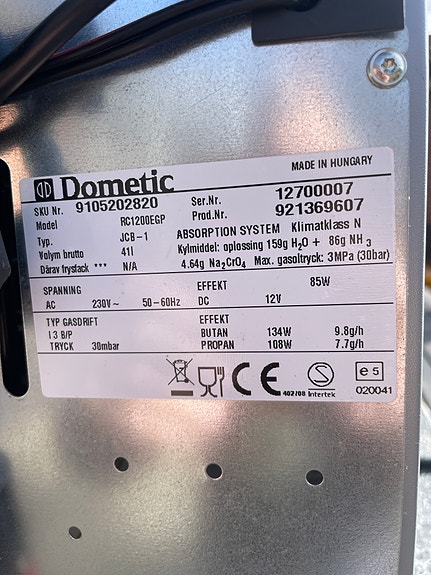 Dometic
MADE IN HUNGARY
SKU Nr. 9105202820 Ser.Nr. 12700007
Model RC1200EGP Prod.Nr. 921369607
Typ. JCB-1 ABSORPTION SYSTEM Klimatklass N
Volym brutto 41l Kylmiddel: oplossing 159g H₂O + 86g NH₃
Därav frysfack *** N/A 4.64g Na₂CrO₄ Max. gasoltryck: 3MPa (30bar)
SPANNING EFFEKT 85W
AC 230V~ 50-60Hz DC 12V
TYP GASDRIFT EFFEKT
I 3 B/P BUTAN 134W 9.8g/h
TRYCK 30mbar PROPAN 108W 7.7g/h
CE S e 5
402/08 Intertek 020041